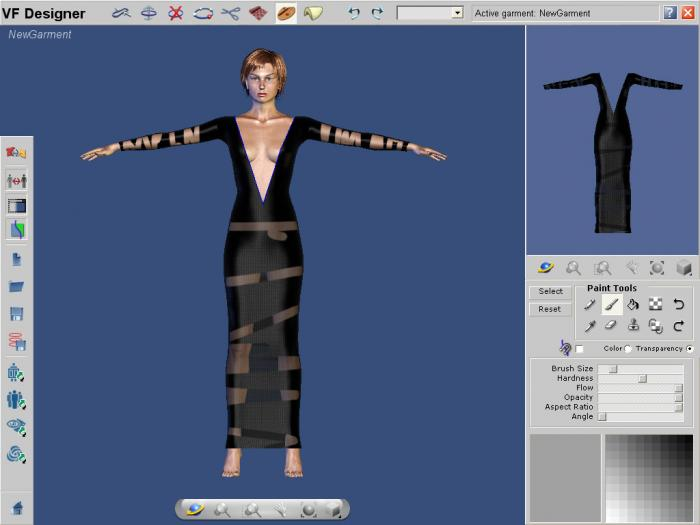 VF Designer
Active garment: NewGarment
?
NewGarment
Select
Reset
Paint Tools
Color
Transparency
Brush Size
Hardness
Flow
Opacity
Aspect Ratio
Angle